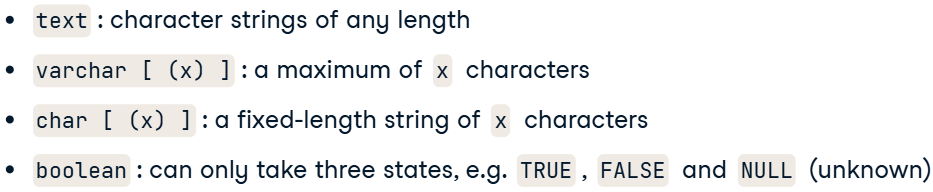 • text : character strings of any length
• varchar [ (x) ] : a maximum of x characters
• char [ (x) ] : a fixed-length string of x characters
• boolean : can only take three states, e.g. TRUE , FALSE and NULL (unknown)